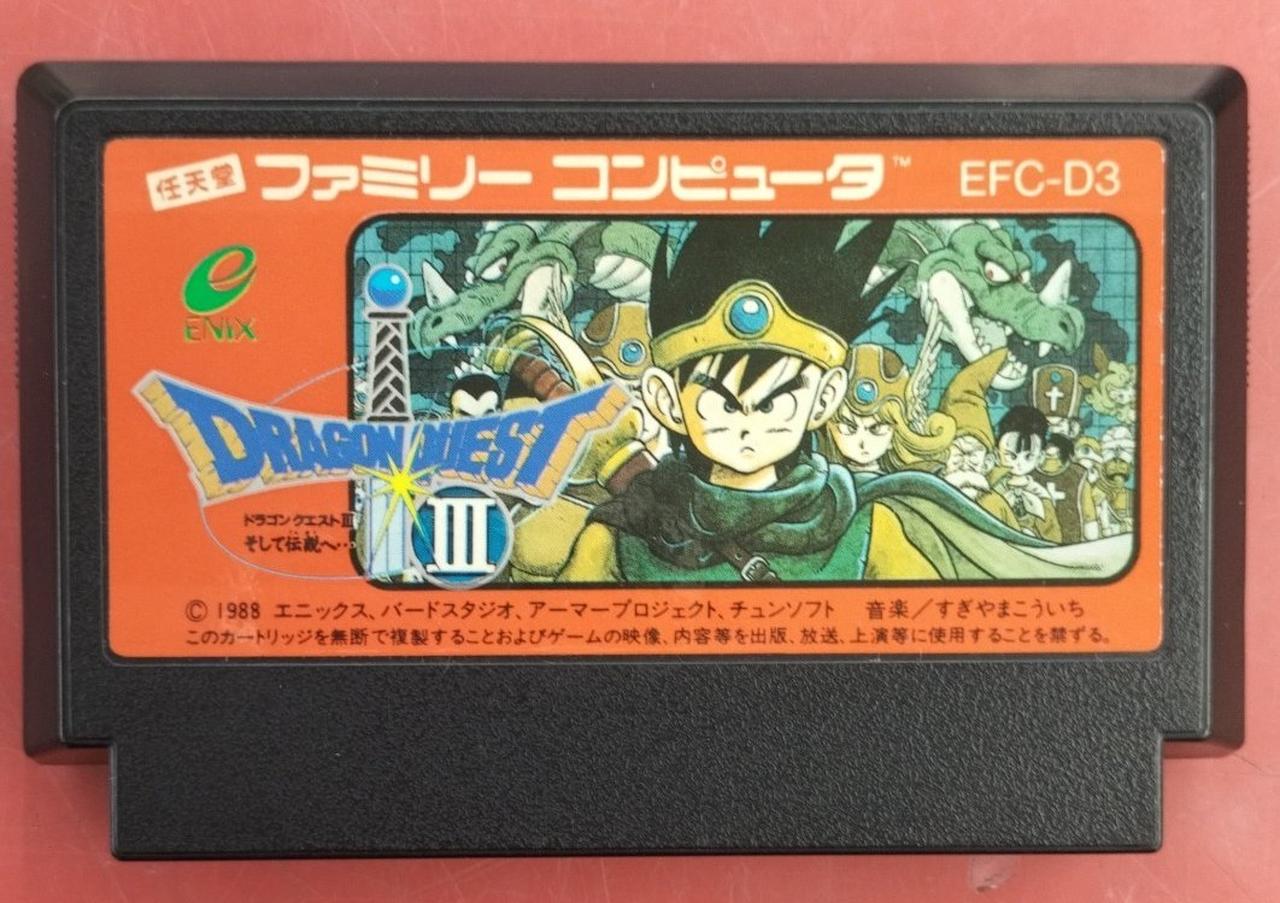 任天堂 ファミリー コンピュータ™ EFC-D3
ENIX
DRAGON QUEST
III
ドラゴンクエストIII
そして伝説へ…
© 1988 エニックス、バードスタジオ、アーマープロジェクト、チュンソフト 音楽／すぎやまこういち
このカートリッジを無断で複製することおよびゲームの映像、内容等を出版、放送、上演等に使用することを禁ずる。